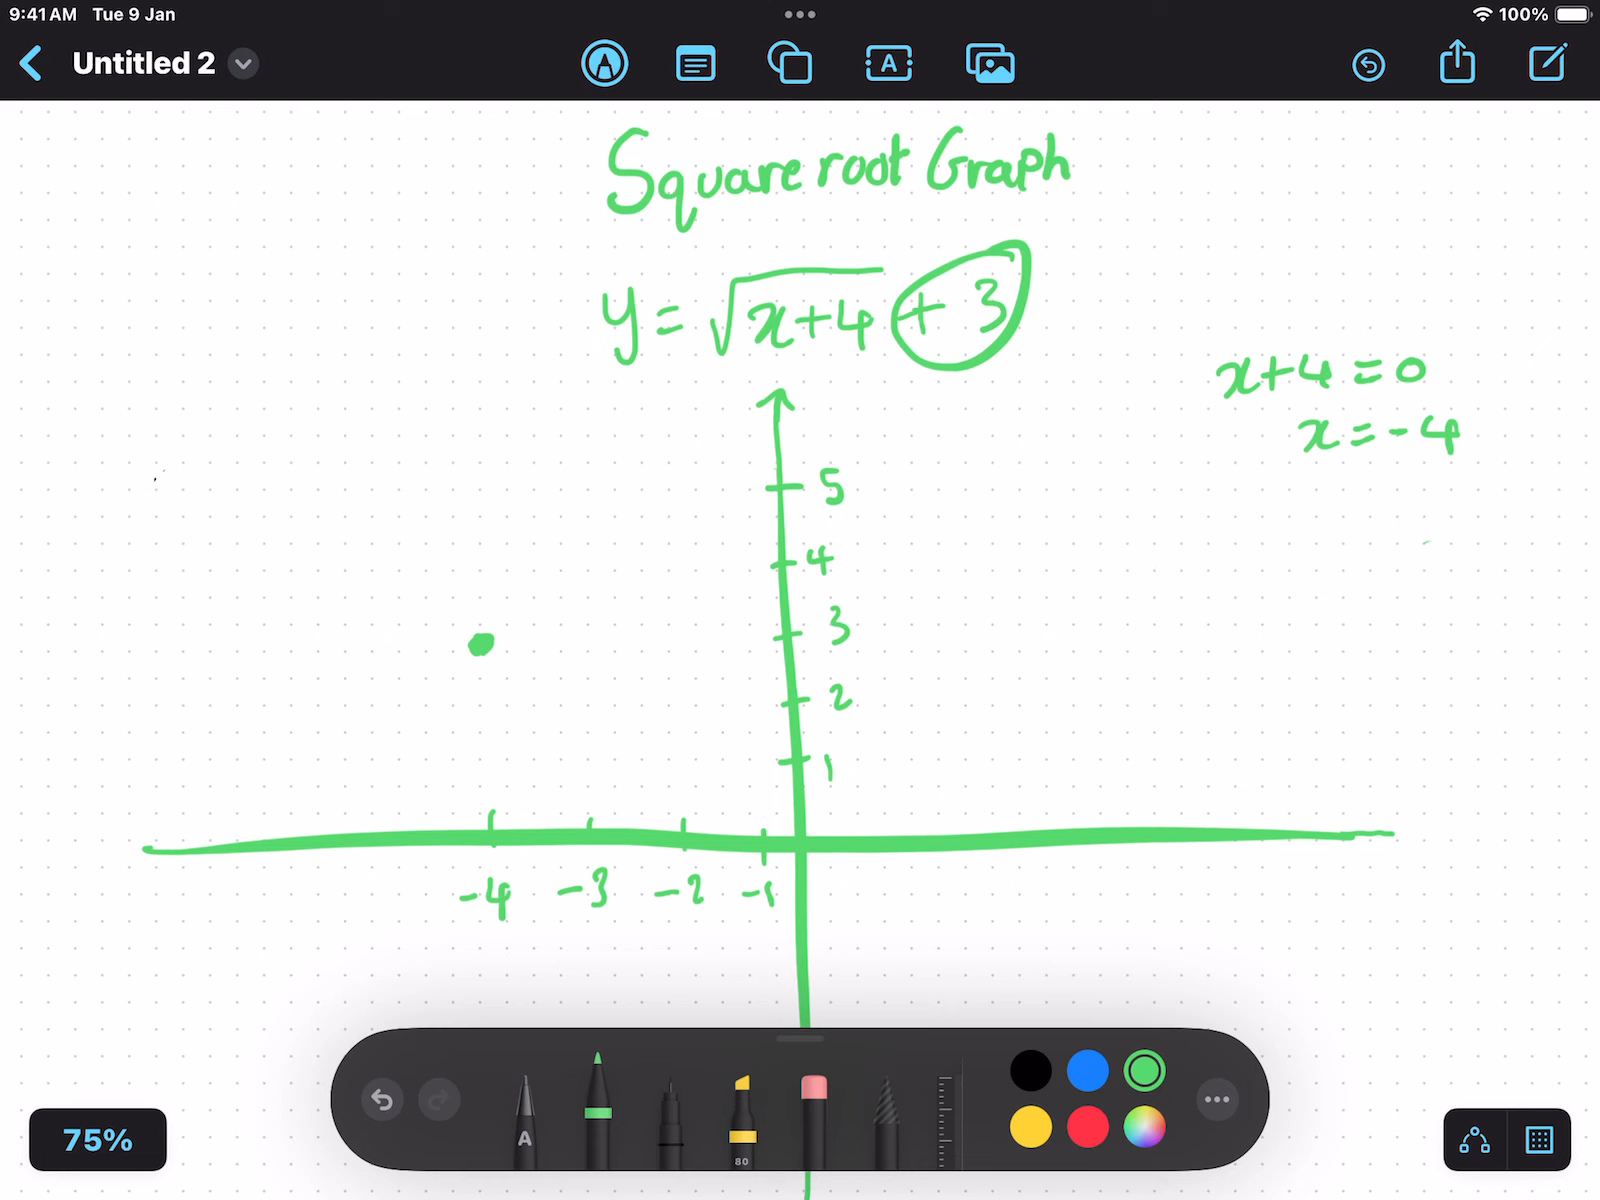 9:41 AM Tue 9 Jan
100%
Untitled 2
A
Square root Graph
y = √x+4 + 3
x+4 = 0
x = -4
5
4
3
2
1
-4 -3 -2 -1
A
80
75%